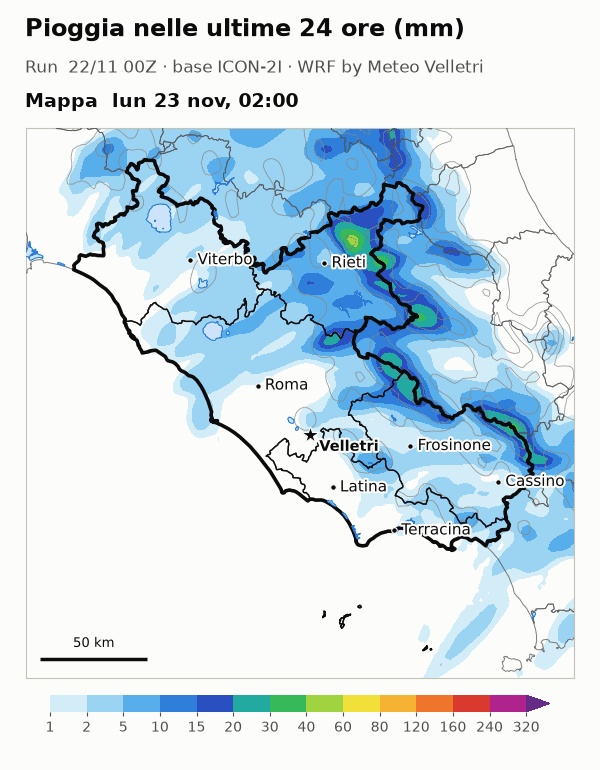 Pioggia nelle ultime 24 ore (mm)
Run 22/11 00Z · base ICON-2I · WRF by Meteo Velletri
Mappa lun 23 nov, 02:00
Viterbo
Rieti
Roma
Velletri
Frosinone
Latina
Cassino
Terracina
50 km
1 2 5 10 15 20 30 40 60 80 120 160 240 320